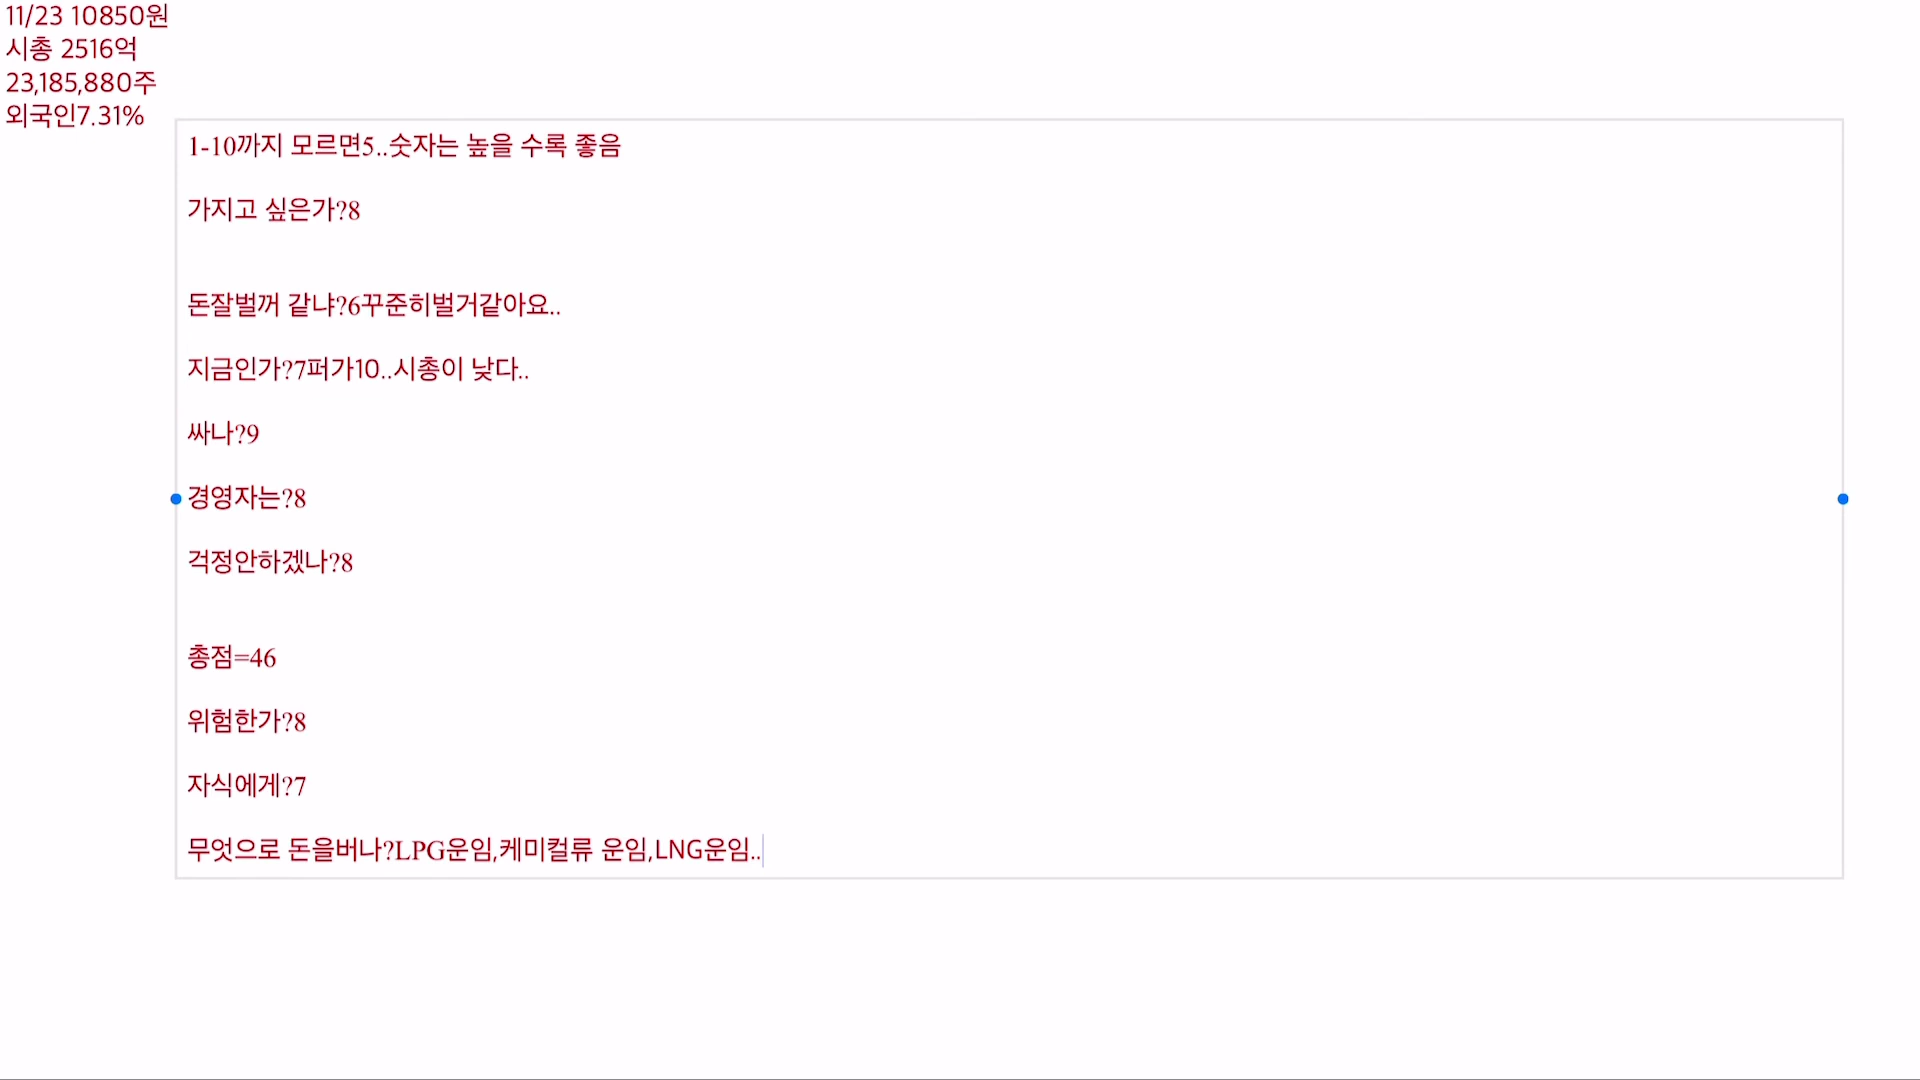 11/23 10850원
시총 2516억
23,185,880주
외국인7.31%
1-10까지 모르면5..숫자는 높을 수록 좋음
가지고 싶은가?8
돈잘벌꺼 같냐?6꾸준히벌거같아요..
지금인가?7퍼가10..시총이 낮다..
싸나?9
경영자는?8
걱정안하겠나?8
총점=46
위험한가?8
자식에게?7
무엇으로 돈을버나?LPG운임,케미컬류 운임,LNG운임..